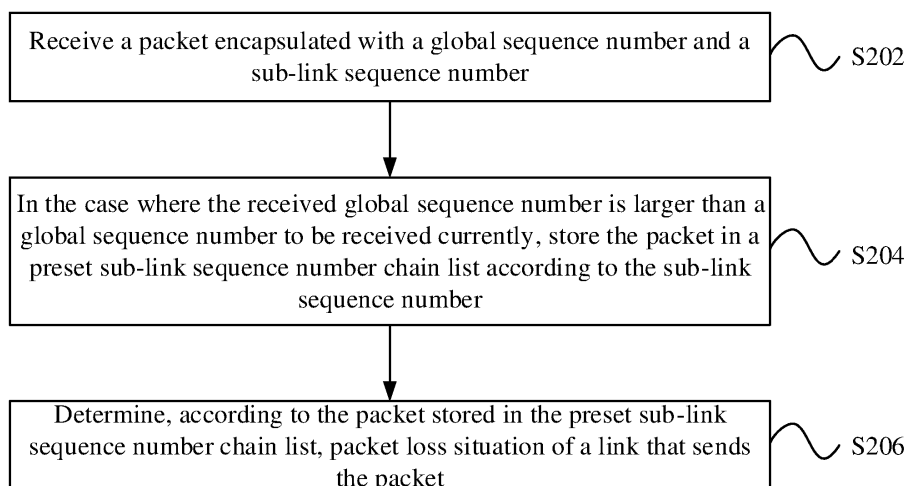 Receive a packet encapsulated with a global sequence number and a
sub-link sequence number
S202
In the case where the received global sequence number is larger than a
global sequence number to be received currently, store the packet in a
preset sub-link sequence number chain list according to the sub-link
sequence number
S204
Determine, according to the packet stored in the preset sub-link
sequence number chain list, packet loss situation of a link that sends
the packet
S206